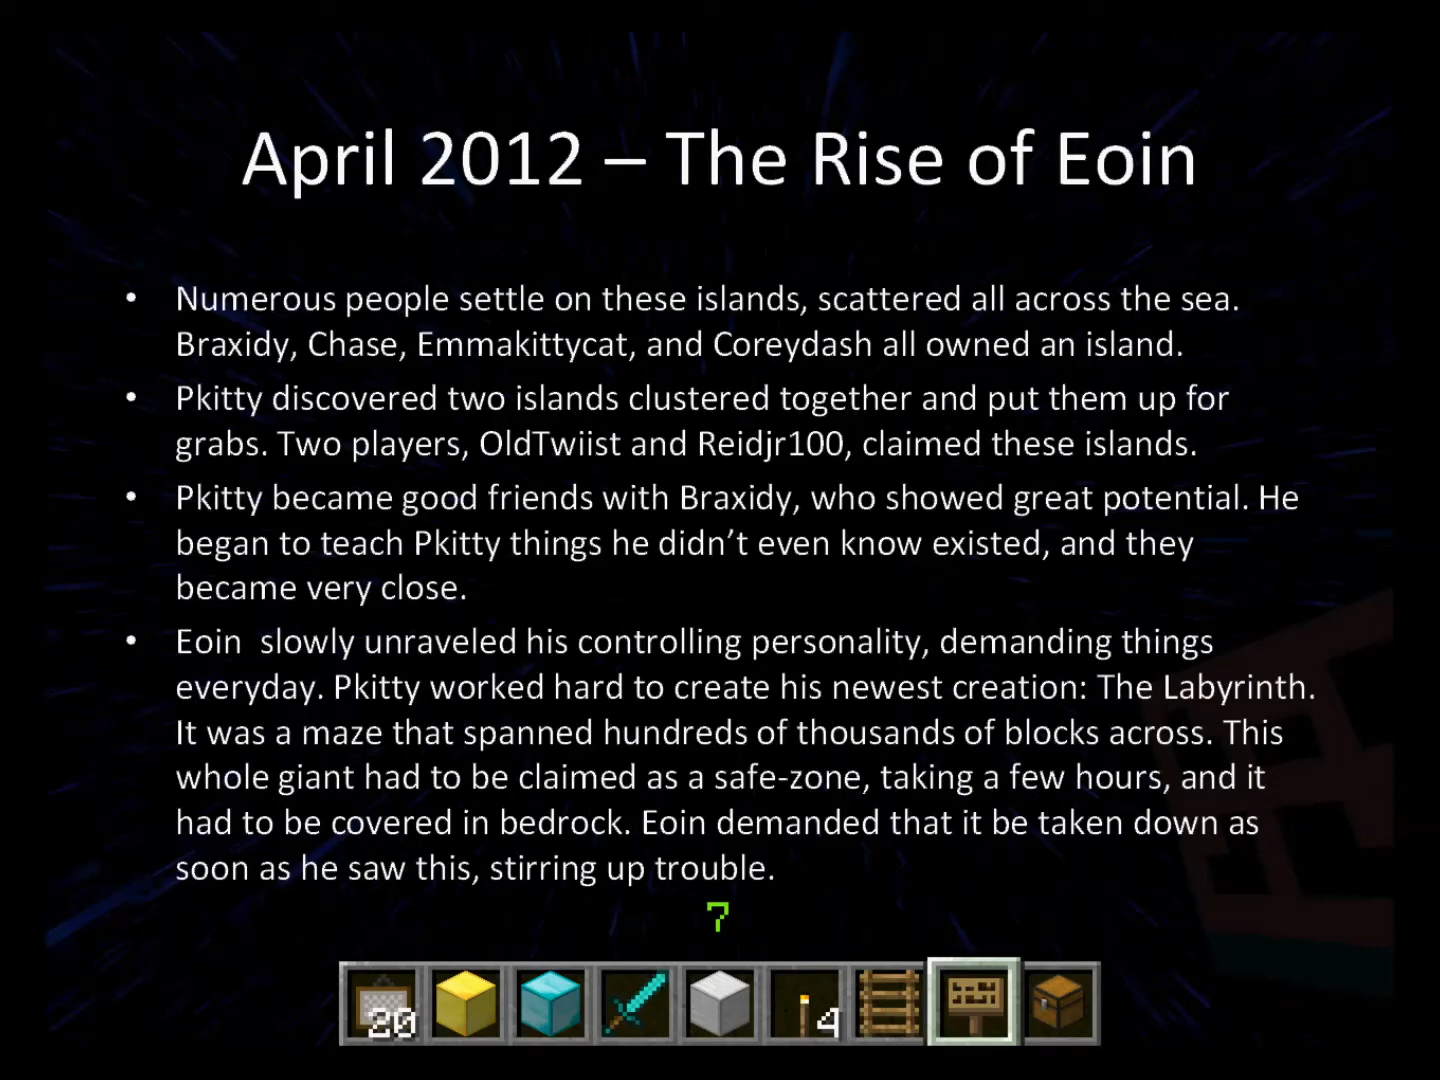 April 2012 – The Rise of Eoin
• Numerous people settle on these islands, scattered all across the sea.
Braxidy, Chase, Emmakittycat, and Coreydash all owned an island.
• Pkitty discovered two islands clustered together and put them up for
grabs. Two players, OldTwiist and Reidjr100, claimed these islands.
• Pkitty became good friends with Braxidy, who showed great potential. He
began to teach Pkitty things he didn’t even know existed, and they
became very close.
• Eoin  slowly unraveled his controlling personality, demanding things
everyday. Pkitty worked hard to create his newest creation: The Labyrinth.
It was a maze that spanned hundreds of thousands of blocks across. This
whole giant had to be claimed as a safe-zone, taking a few hours, and it
had to be covered in bedrock. Eoin demanded that it be taken down as
soon as he saw this, stirring up trouble.
7
20 4